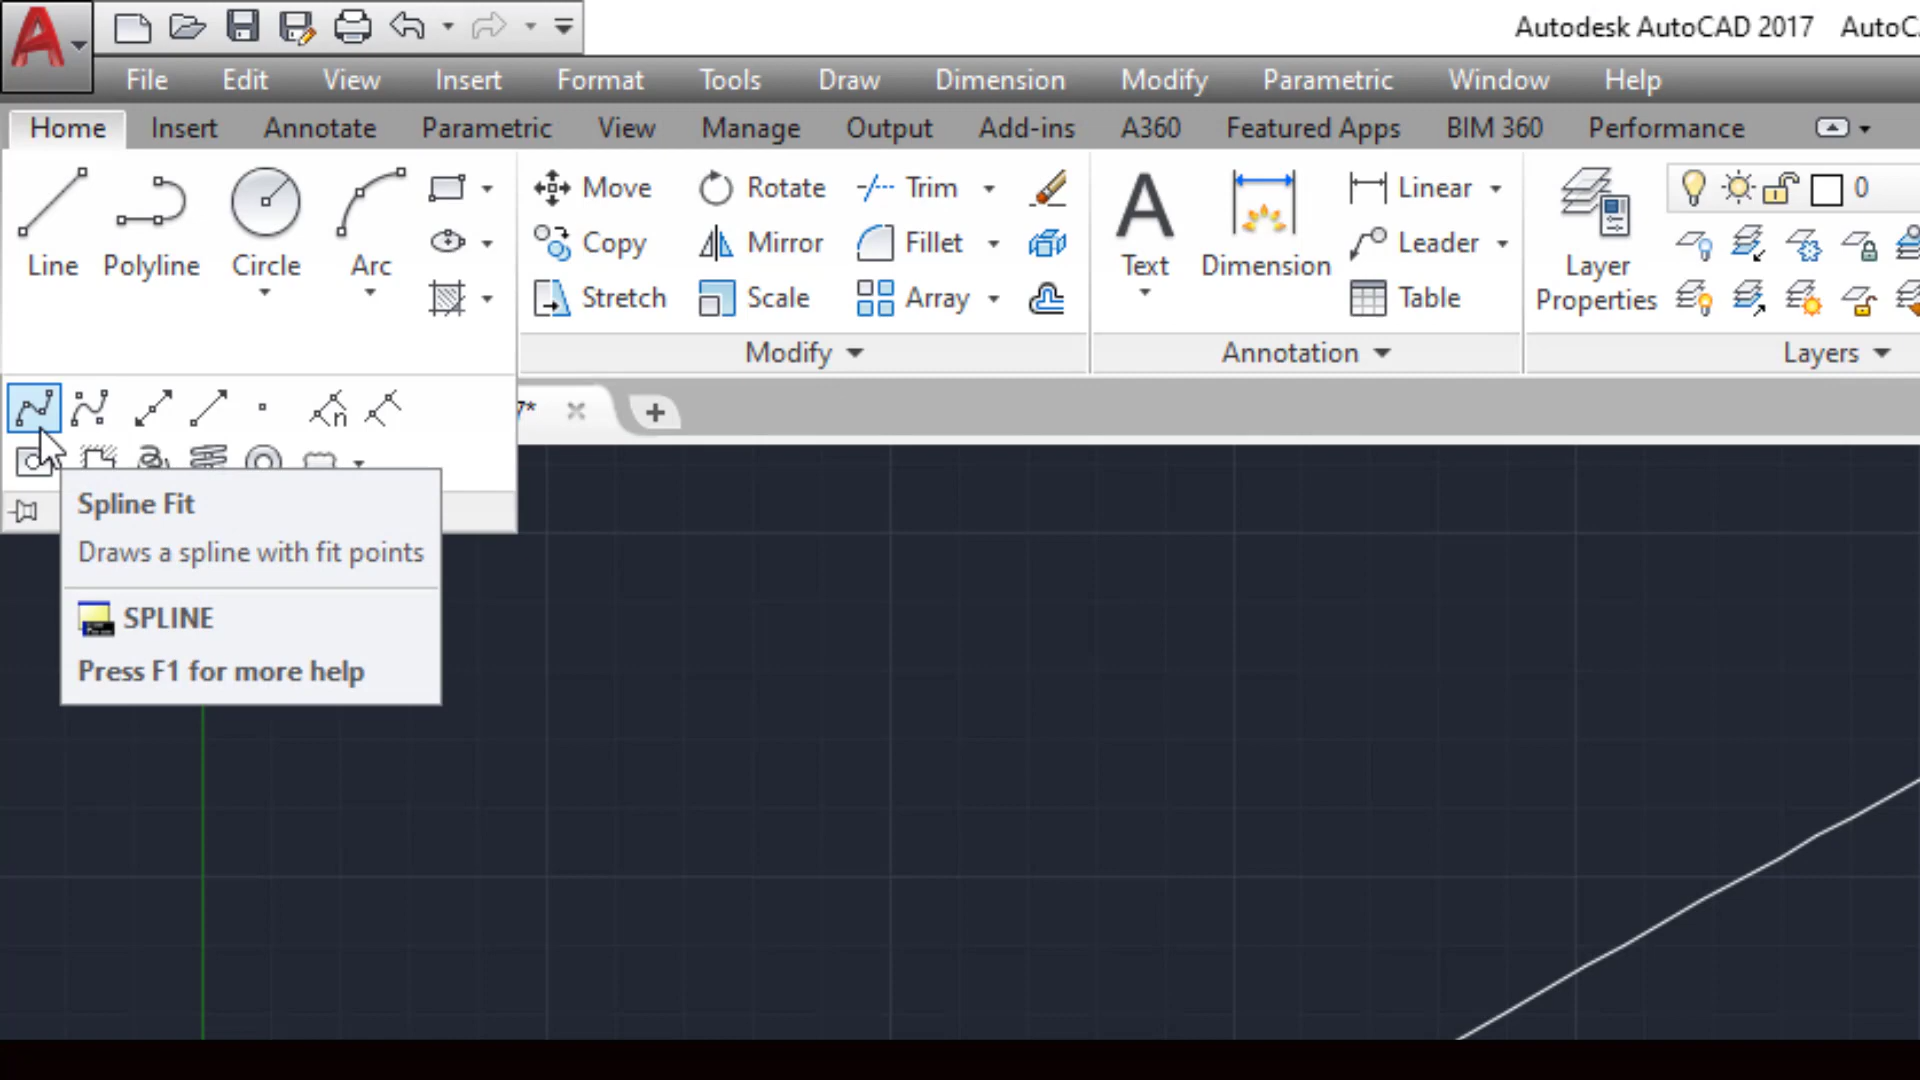 Autodesk AutoCAD 2017 AutoCA
File Edit View Insert Format Tools Draw Dimension Modify Parametric Window Help
Home Insert Annotate Parametric View Manage Output Add-ins A360 Featured Apps BIM 360 Performance
Line Polyline Circle Arc
Move Rotate Trim
Copy Mirror Fillet
Stretch Scale Array
Modify
Text Dimension
Linear
Leader
Table
Annotation
Layer
Properties
0
Layers
7*
Spline Fit
Draws a spline with fit points
SPLINE
Press F1 for more help